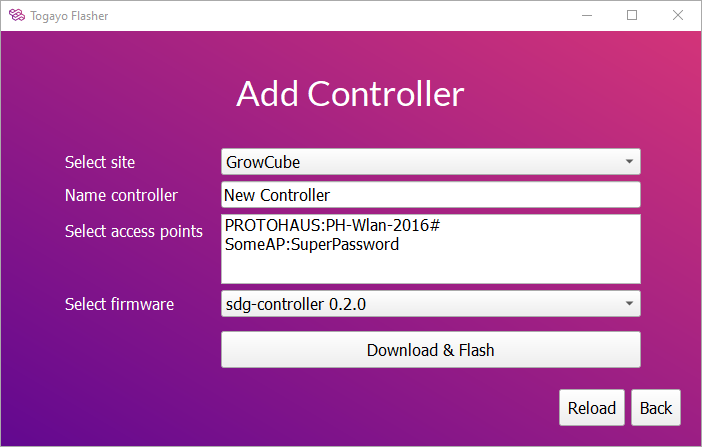 Togayo Flasher
Add Controller
Select site
GrowCube
Name controller
New Controller
Select access points
PROTOHAUS:PH-Wlan-2016#
SomeAP:SuperPassword
Select firmware
sdg-controller 0.2.0
Download & Flash
Reload
Back